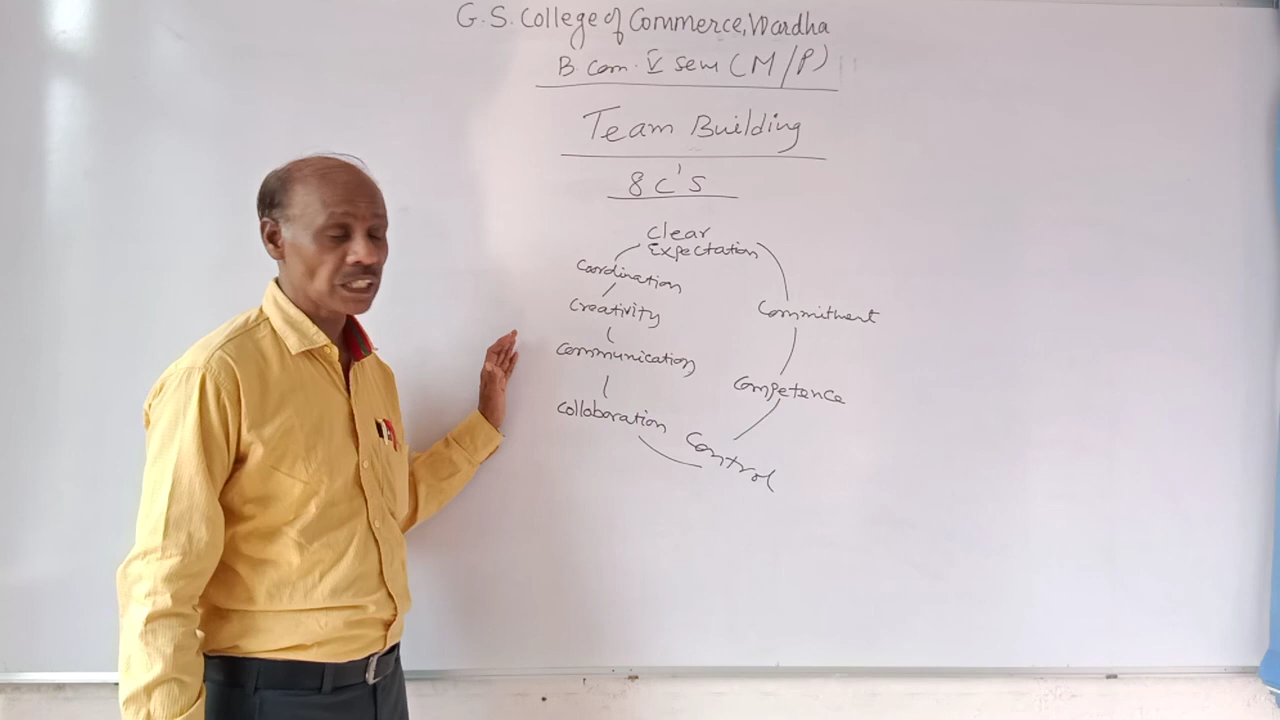 G. S. College of Commerce, Wardha
B. Com. V sem (M/P)
Team Building
8 C's
Clear
Expectation
Coordination
Creativity
Communication
Collaboration
Control
Competence
Commitment